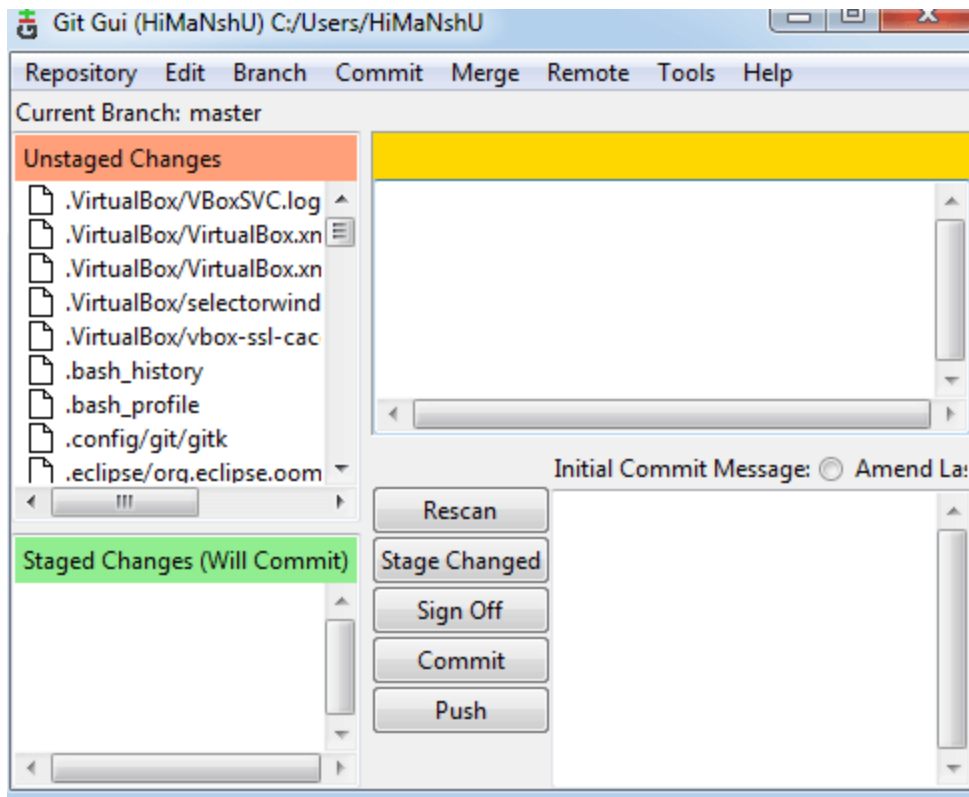 Git Gui (HiMaNshU) C:/Users/HiMaNshU
Repository Edit Branch Commit Merge Remote Tools Help
Current Branch: master
Unstaged Changes
.VirtualBox/VBoxSVC.log
.VirtualBox/VirtualBox.xn
.VirtualBox/VirtualBox.xn
.VirtualBox/selectorwind
.VirtualBox/vbox-ssl-cac
.bash_history
.bash_profile
.config/git/gitk
.eclipse/org.eclipse.oom
Staged Changes (Will Commit)
Initial Commit Message: Amend Las
Rescan
Stage Changed
Sign Off
Commit
Push